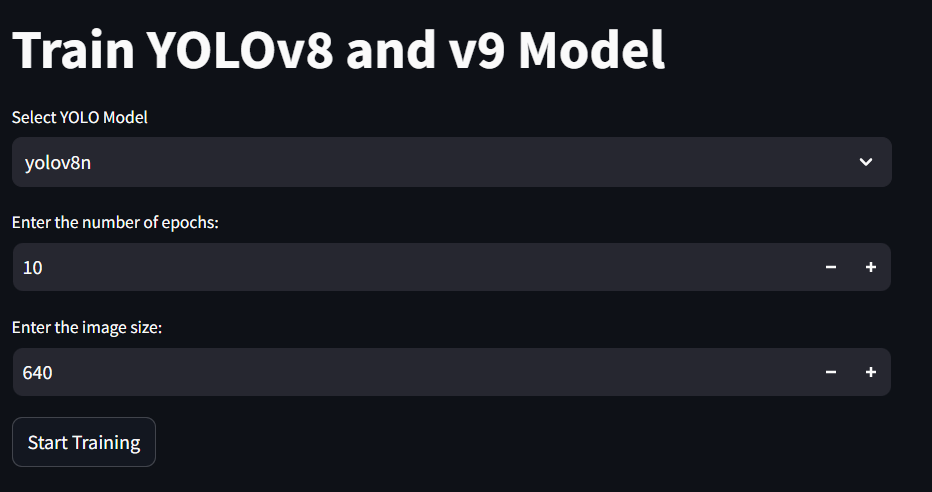 Train YOLOv8 and v9 Model
Select YOLO Model
yolov8n
Enter the number of epochs:
10
Enter the image size:
640
Start Training